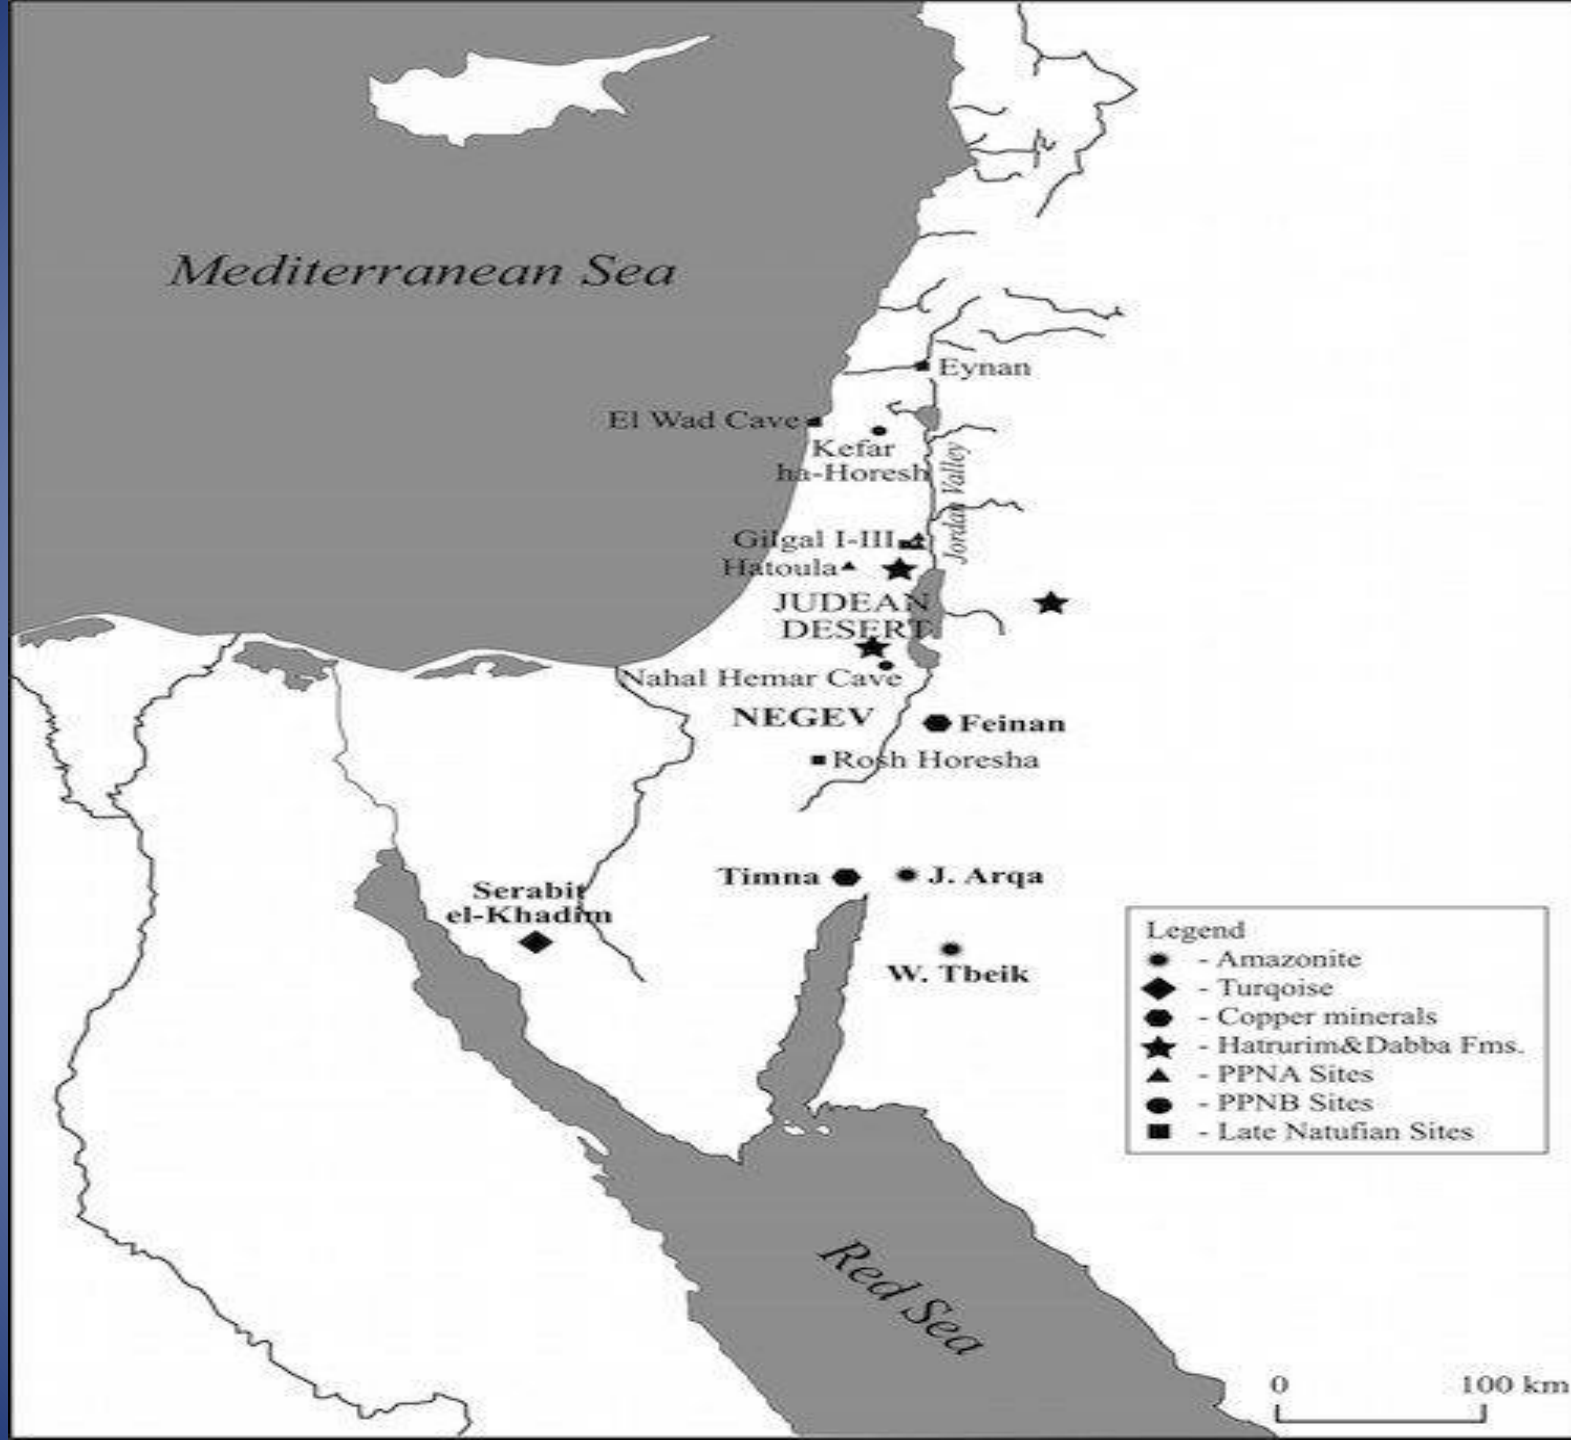 Mediterranean Sea
Eynan
El Wad Cave
Kefar
ha-Horesh
Jordan Valley
Gilgal I-III
Hatoula
JUDEAN
DESERT
Nahal Hemar Cave
NEGEV
Feinan
Rosh Horesha
Timna
J. Arqa
Serabit
el-Khadim
W. Tbeik
Legend
- Amazonite
- Turqoise
- Copper minerals
- Hatrurim&Dabba Fms.
- PPNA Sites
- PPNB Sites
- Late Natufian Sites
Red Sea
0 100 km